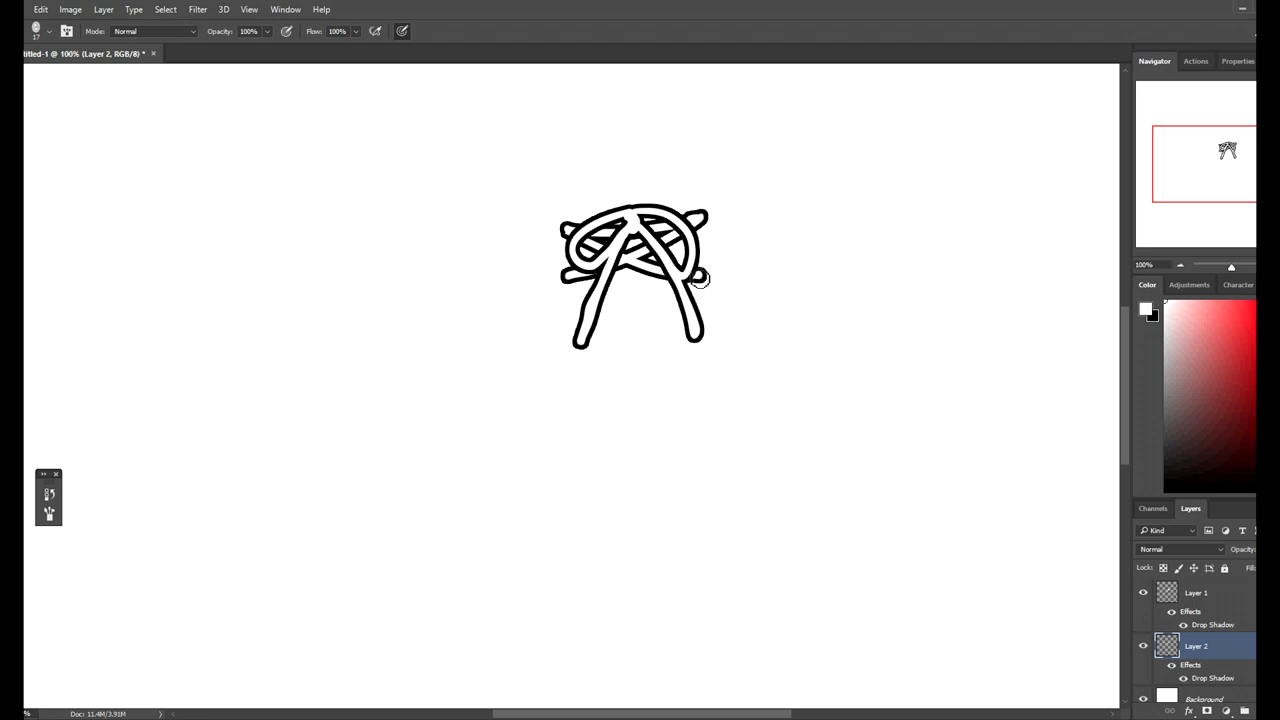 Edit Image Layer Type Select Filter 3D View Window Help
17 Mode: Normal Opacity: 100% Flow: 100%
titled-1 @ 100% (Layer 2, RGB/8) * ×
Navigator Actions Properties
100%
Color Adjustments Character
Channels Layers
Kind T
Normal Opacity:
Lock: Fill:
Layer 1
Effects
Drop Shadow
Layer 2
Effects
Drop Shadow
Background
fx
% Doc: 11.4M/3.91M